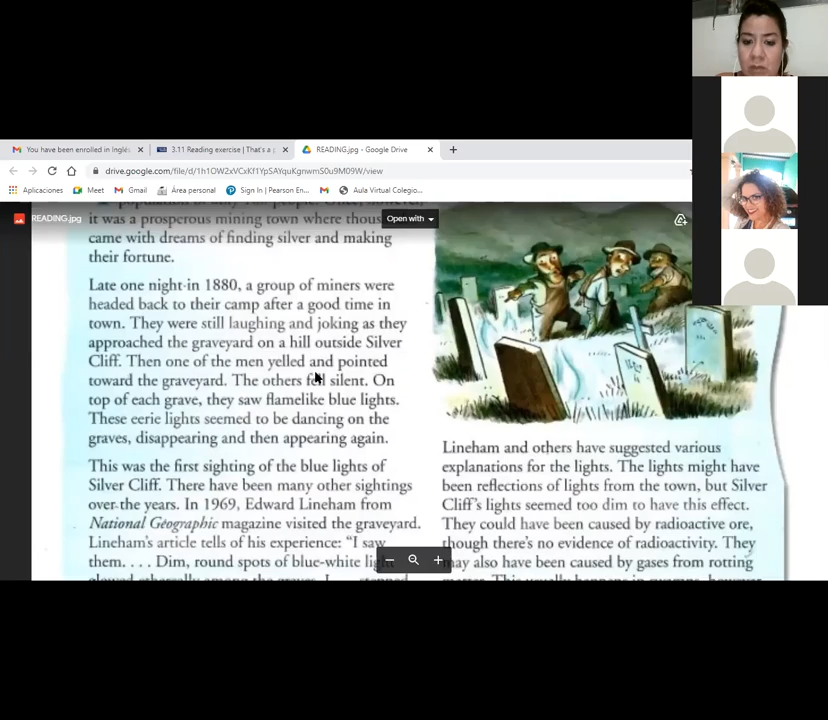 You have been enrolled in Inglé
3.11 Reading exercise | That's a
READING.jpg - Google Drive
drive.google.com/file/d/1h1OW2xVCxKf1YpSAYquKgnwmS0u9M09W/view
Aplicaciones
Meet
Gmail
Área personal
Sign In | Pearson En...
Aula Virtual Colegio...
READING.jpg
Open with
it was a prosperous mining town where thous
came with dreams of finding silver and making
their fortune.
Late one night in 1880, a group of miners were
headed back to their camp after a good time in
town. They were still laughing and joking as they
approached the graveyard on a hill outside Silver
Cliff. Then one of the men yelled and pointed
toward the graveyard. The others fell silent. On
top of each grave, they saw flamelike blue lights.
These eerie lights seemed to be dancing on the
graves, disappearing and then appearing again.
This was the first sighting of the blue lights of
Silver Cliff. There have been many other sightings
over the years. In 1969, Edward Lineham from
National Geographic magazine visited the graveyard.
Lineham's article tells of his experience: "I saw
them. . . . Dim, round spots of blue-white light
Lineham and others have suggested various
explanations for the lights. The lights might have
been reflections of lights from the town, but Silver
Cliff's lights seemed too dim to have this effect.
They could have been caused by radioactive ore,
though there's no evidence of radioactivity. They
may also have been caused by gases from rotting